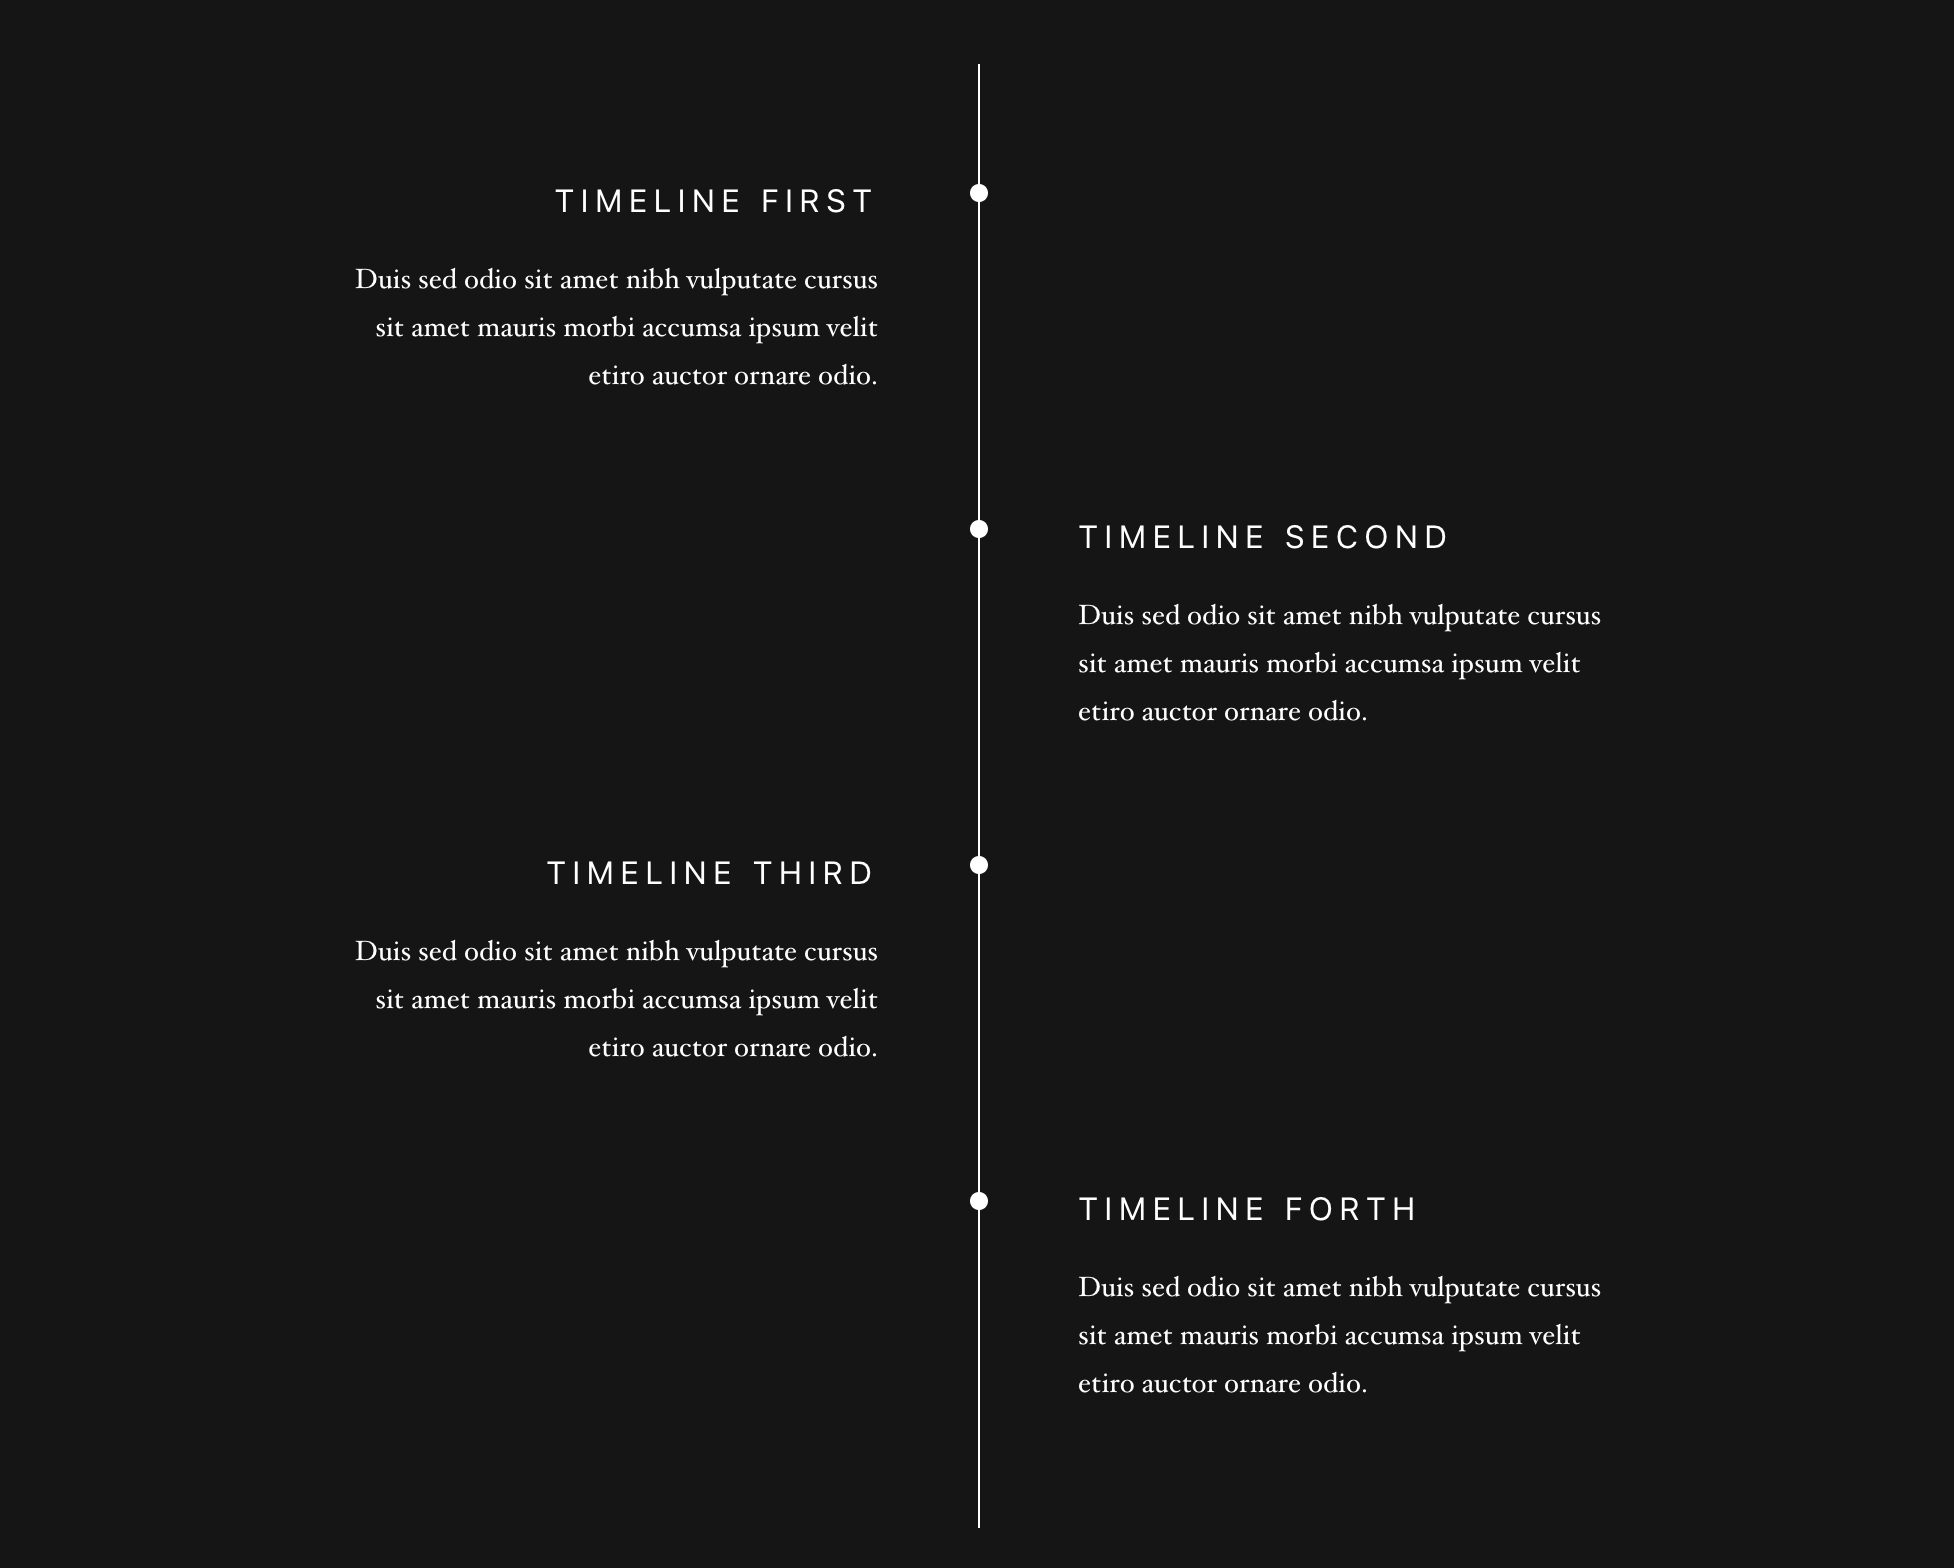 TIMELINE FIRST
Duis sed odio sit amet nibh vulputate cursus
sit amet mauris morbi accumsa ipsum velit
etiro auctor ornare odio.
TIMELINE SECOND
Duis sed odio sit amet nibh vulputate cursus
sit amet mauris morbi accumsa ipsum velit
etiro auctor ornare odio.
TIMELINE THIRD
Duis sed odio sit amet nibh vulputate cursus
sit amet mauris morbi accumsa ipsum velit
etiro auctor ornare odio.
TIMELINE FORTH
Duis sed odio sit amet nibh vulputate cursus
sit amet mauris morbi accumsa ipsum velit
etiro auctor ornare odio.